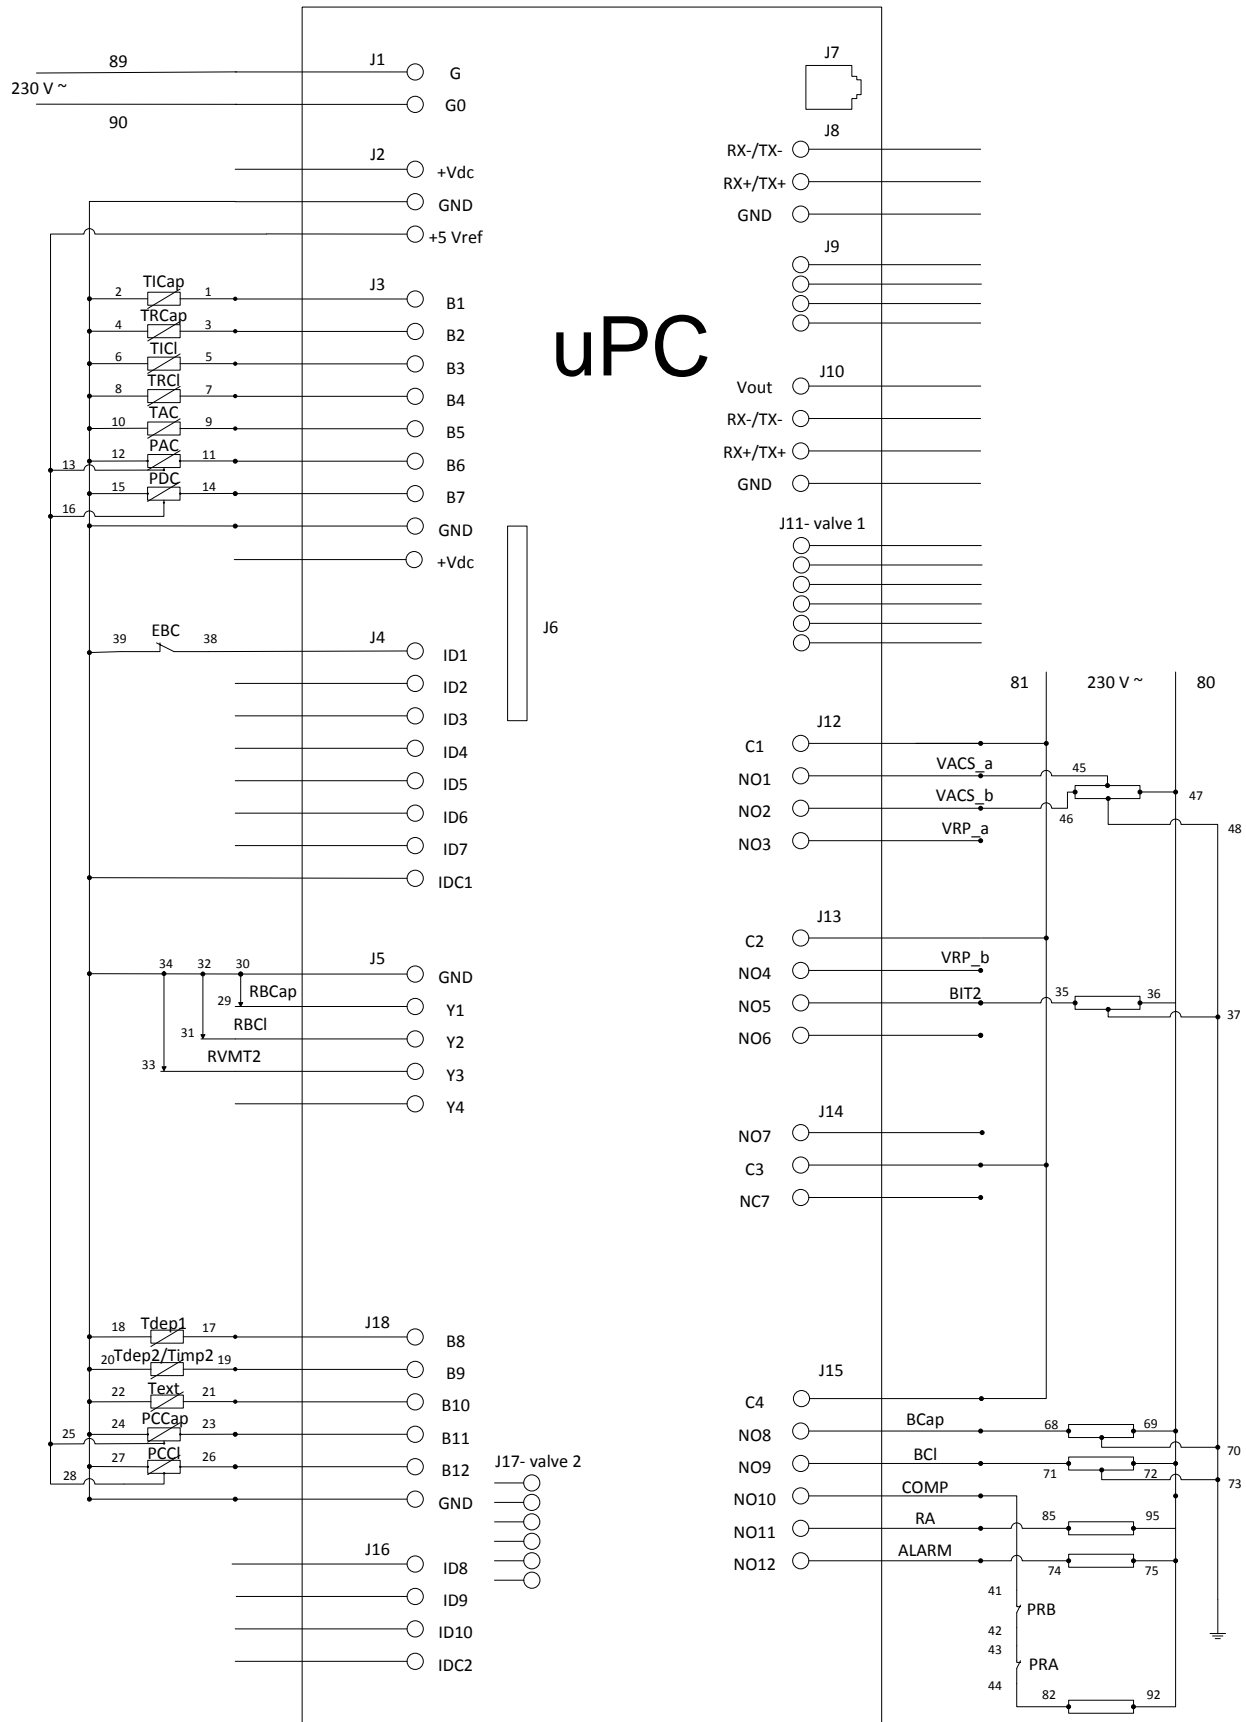 uPC
89
230 V ~
90
J1
G
G0
J2
+Vdc
GND
+5 Vref
J3
2 TICap 1 B1
4 TRCap 3 B2
6 TICl 5 B3
8 TRCl 7 B4
10 TAC 9 B5
12 PAC 11 B6
13
15 PDC 14 B7
16
GND
+Vdc
J6
J4
39 EBC 38 ID1
ID2
ID3
ID4
ID5
ID6
ID7
IDC1
J5
34 32 30 GND
29 RBCap Y1
31 RBCl Y2
33 RVMT2 Y3
Y4
J18
18 Tdep1 17 B8
20 Tdep2/Timp2 19 B9
22 Text 21 B10
24 PCCap 23 B11
25
27 PCCl 26 B12
28
GND
J17- valve 2
J16
ID8
ID9
ID10
IDC2
J7
J8
RX-/TX-
RX+/TX+
GND
J9
J10
Vout
RX-/TX-
RX+/TX+
GND
J11- valve 1
81 230 V ~ 80
J12
C1
NO1 VACS_a 45
NO2 VACS_b 46 47
48
NO3 VRP_a
J13
C2
NO4 VRP_b
NO5 BIT2 35 36
37
NO6
J14
NO7
C3
NC7
J15
C4
NO8 BCap 68 69
70
NO9 BCl 71 72
73
NO10 COMP
NO11 RA 85 95
NO12 ALARM 74 75
41
PRB
42
43
PRA
44
82 92